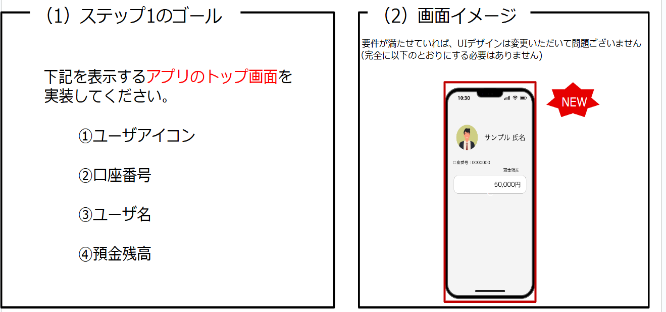 (1) ステップ1のゴール
下記を表示するアプリのトップ画面を
実装してください。
①ユーザアイコン
②口座番号
③ユーザ名
④預金残高
(2) 画面イメージ
要件が満たせていれば、UIデザインは変更いただいて問題ございません
(完全に以下のとおりにする必要はありません)
NEW
10:30
サンプル 氏名
口座番号：0000000
50,000円